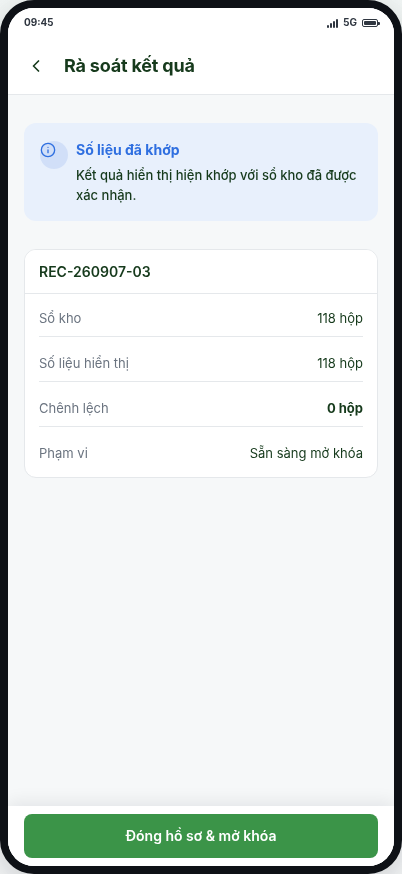 09:45
5G
Rà soát kết quả
Số liệu đã khớp
Kết quả hiển thị hiện khớp với sổ kho đã được
xác nhận.
REC-260907-03
Sổ kho
118 hộp
Số liệu hiển thị
118 hộp
Chênh lệch
0 hộp
Phạm vi
Sẵn sàng mở khóa
Đóng hồ sơ & mở khóa